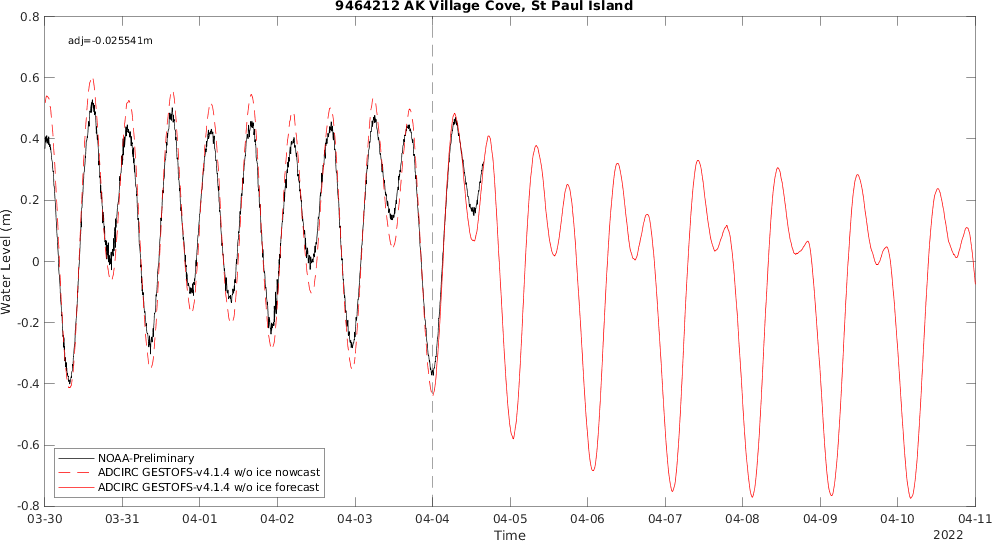 9464212 AK Village Cove, St Paul Island
adj=-0.025541m
0.8
0.6
0.4
0.2
0
-0.2
-0.4
-0.6
-0.8
Water Level (m)
NOAA-Preliminary
ADCIRC GESTOFS-v4.1.4 w/o ice nowcast
ADCIRC GESTOFS-v4.1.4 w/o ice forecast
03-30 03-31 04-01 04-02 04-03 04-04 04-05 04-06 04-07 04-08 04-09 04-10 04-11
Time
2022